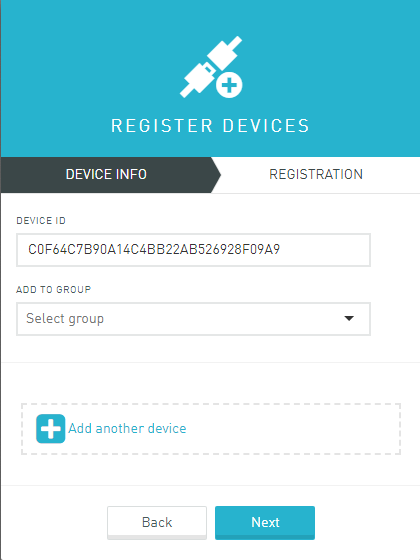 REGISTER DEVICES
DEVICE INFO
REGISTRATION
DEVICE ID
C0F64C7B90A14C4BB22AB526928F09A9
ADD TO GROUP
Select group
Add another device
Back
Next